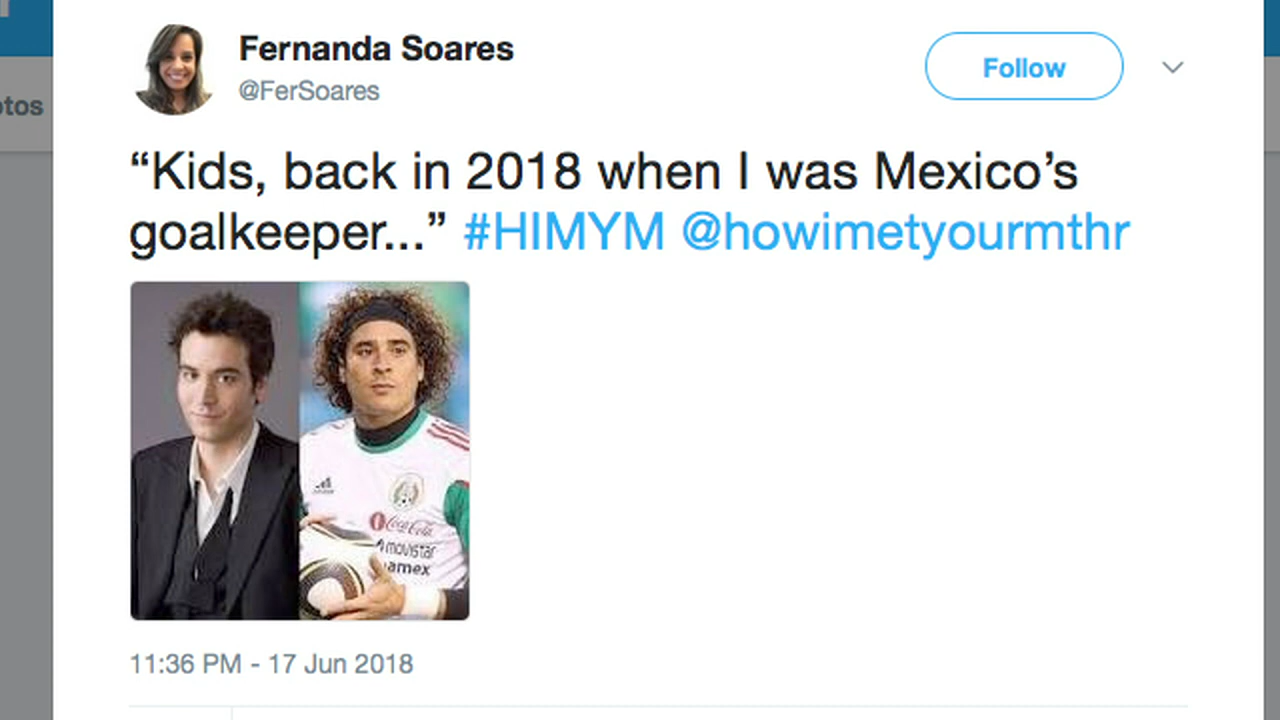 otos
Fernanda Soares
@FerSoares
Follow
“Kids, back in 2018 when I was Mexico’s
goalkeeper...” #HIMYM @howimetyourmthr
Coca-Cola
movistar
amex
11:36 PM - 17 Jun 2018